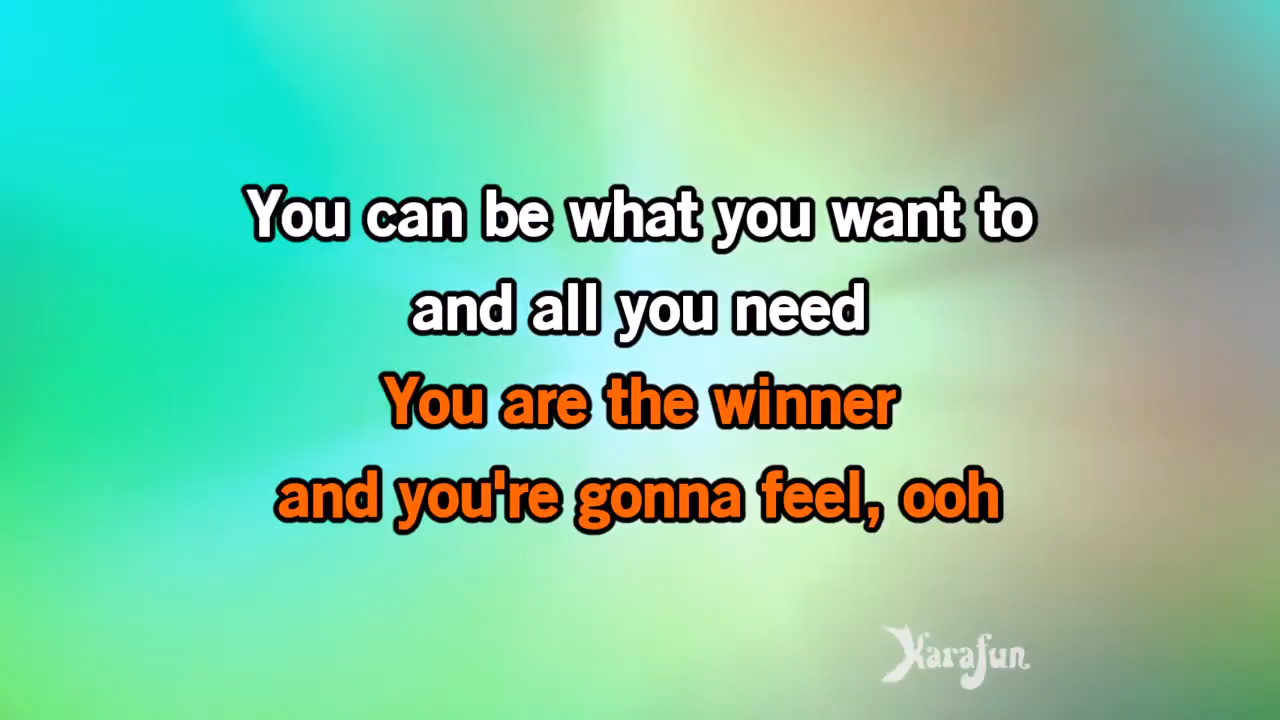 You can be what you want to
and all you need
You are the winner
and you're gonna feel, ooh
Karafun